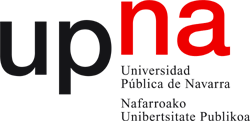 upna
Universidad
Pública de Navarra
Nafarroako
Unibertsitate Publikoa